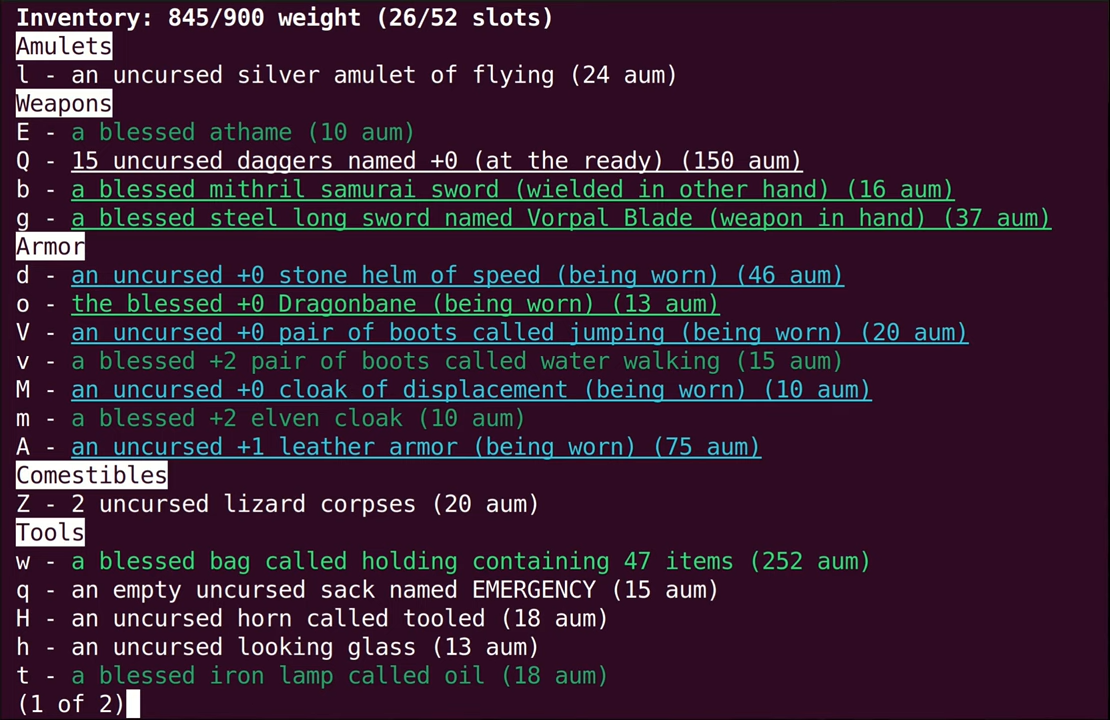 Inventory: 845/900 weight (26/52 slots)
Amulets
l - an uncursed silver amulet of flying (24 aum)
Weapons
E - a blessed athame (10 aum)
Q - 15 uncursed daggers named +0 (at the ready) (150 aum)
b - a blessed mithril samurai sword (wielded in other hand) (16 aum)
g - a blessed steel long sword named Vorpal Blade (weapon in hand) (37 aum)
Armor
d - an uncursed +0 stone helm of speed (being worn) (46 aum)
o - the blessed +0 Dragonbane (being worn) (13 aum)
V - an uncursed +0 pair of boots called jumping (being worn) (20 aum)
v - a blessed +2 pair of boots called water walking (15 aum)
M - an uncursed +0 cloak of displacement (being worn) (10 aum)
m - a blessed +2 elven cloak (10 aum)
A - an uncursed +1 leather armor (being worn) (75 aum)
Comestibles
Z - 2 uncursed lizard corpses (20 aum)
Tools
w - a blessed bag called holding containing 47 items (252 aum)
q - an empty uncursed sack named EMERGENCY (15 aum)
H - an uncursed horn called tooled (18 aum)
h - an uncursed looking glass (13 aum)
t - a blessed iron lamp called oil (18 aum)
(1 of 2)